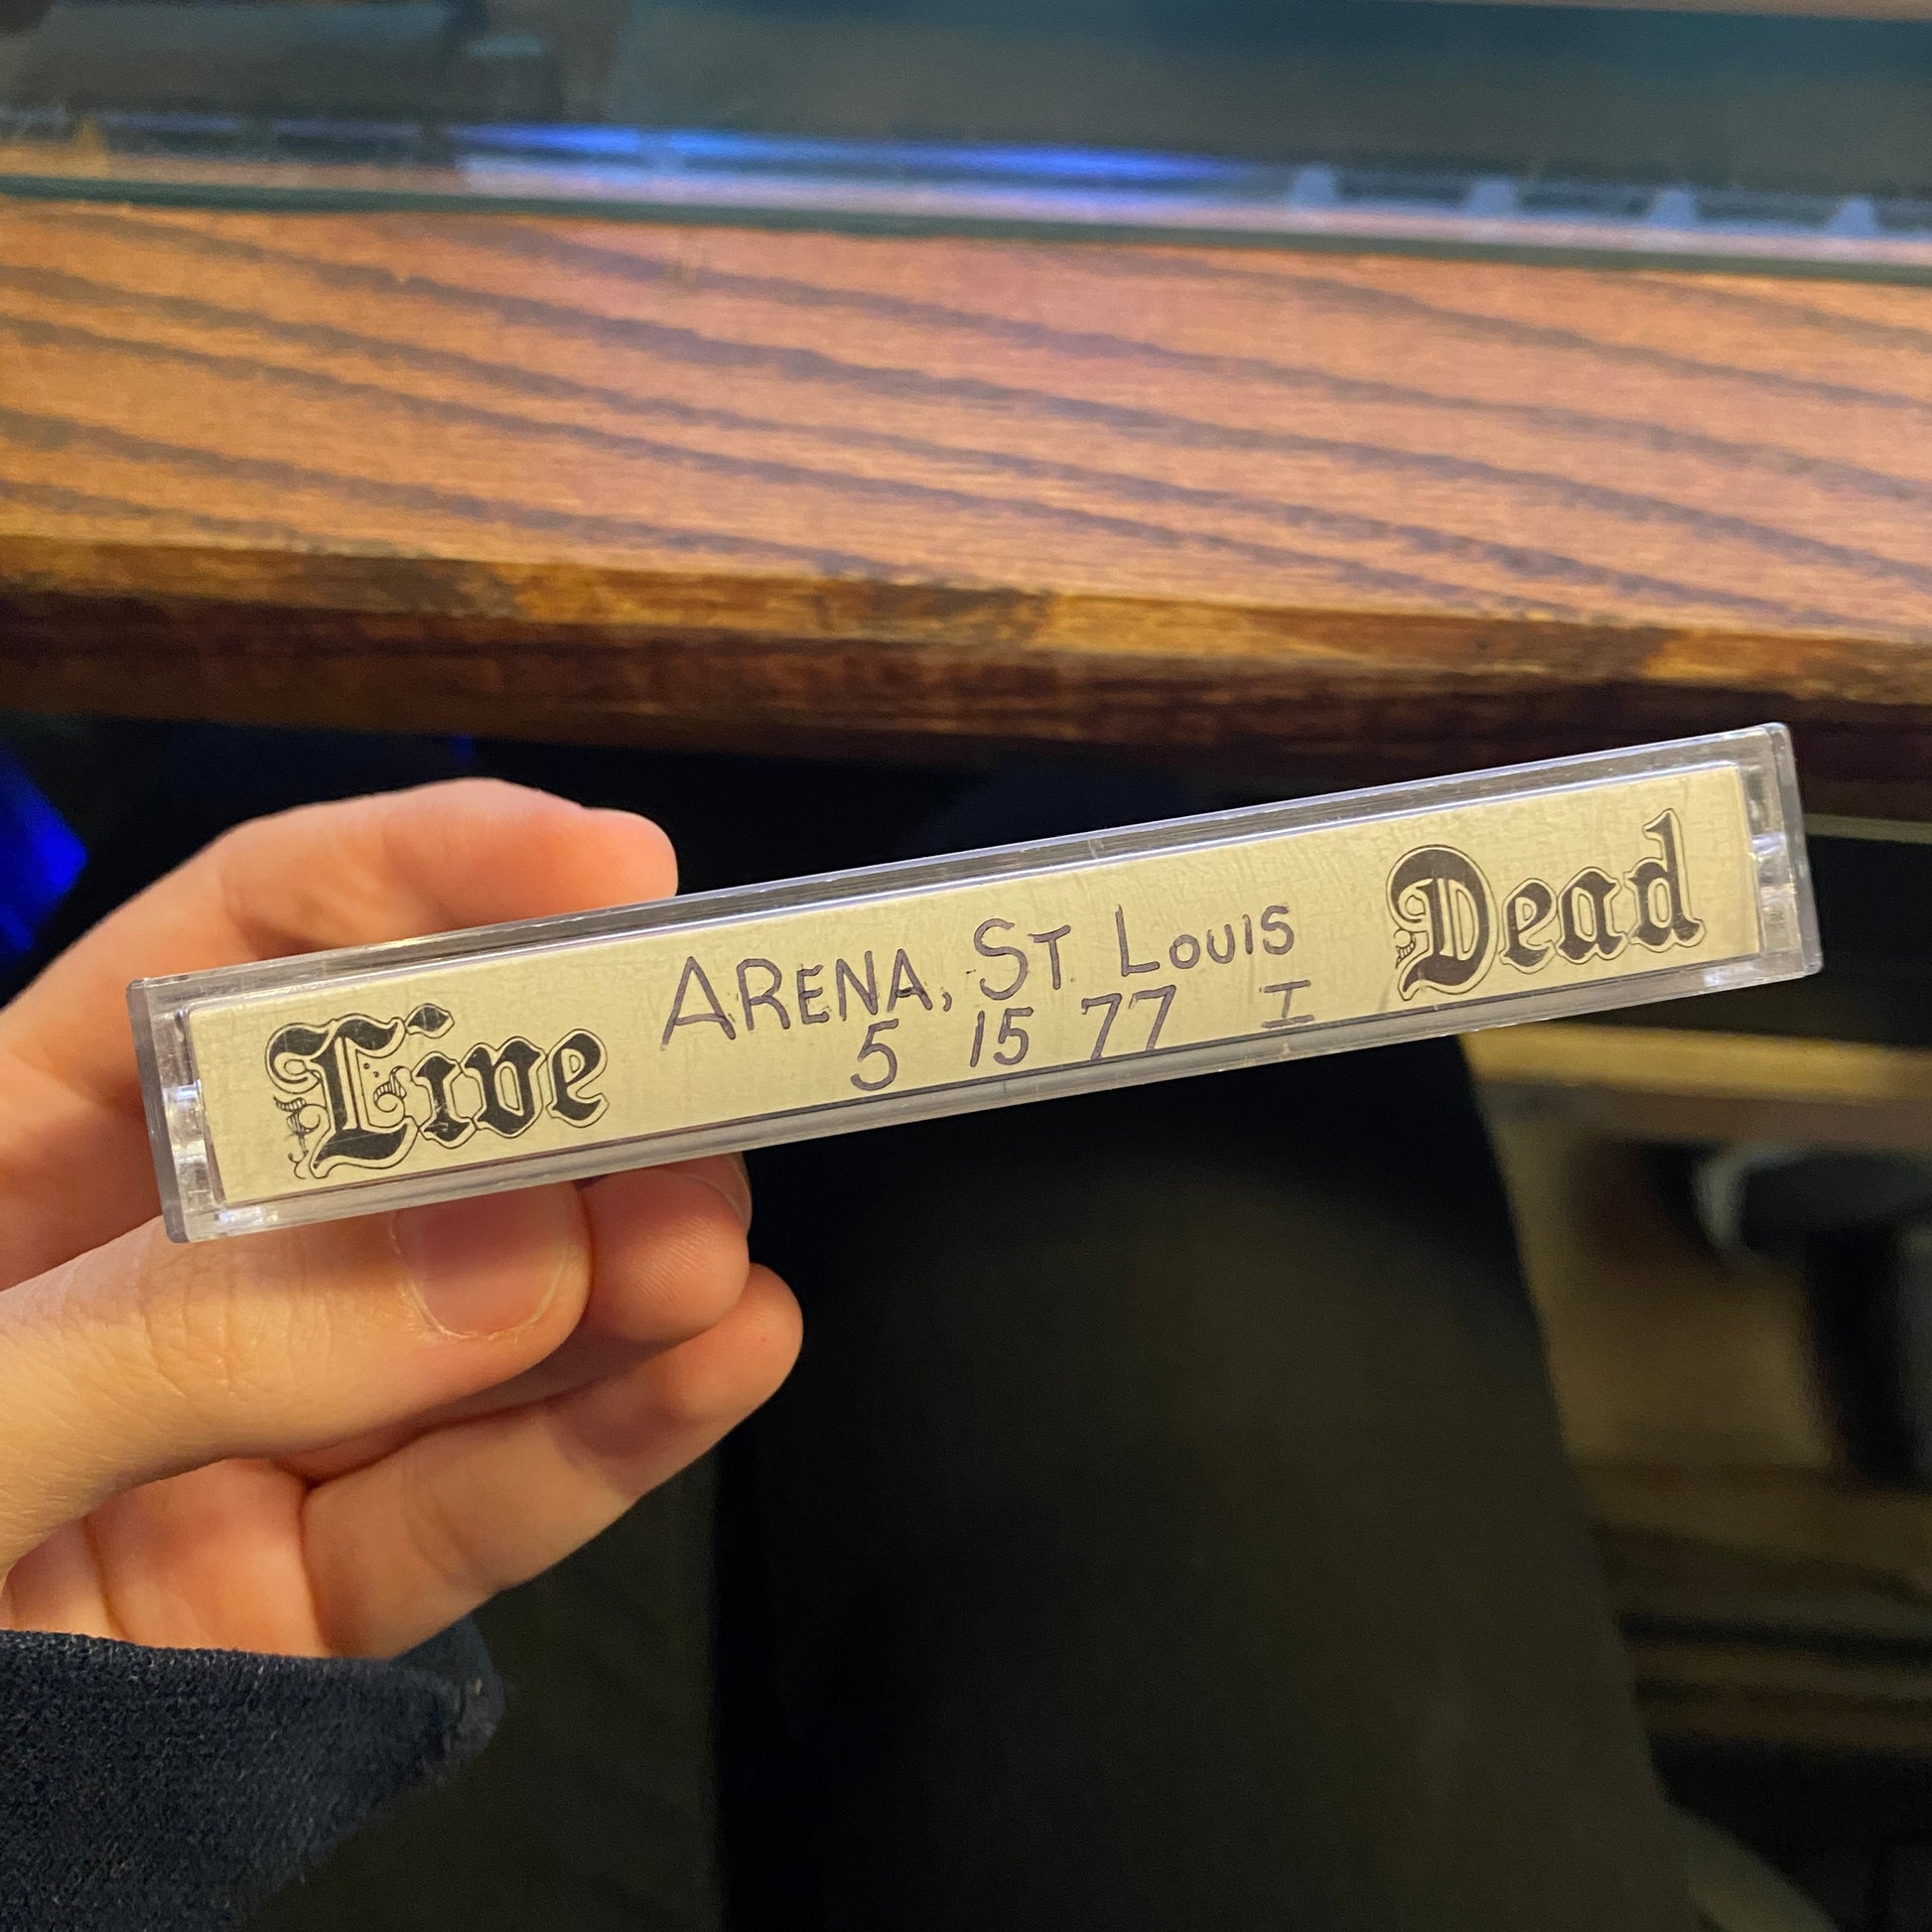 Live
ARENA, ST LOUIS
5 15 77 I
Dead